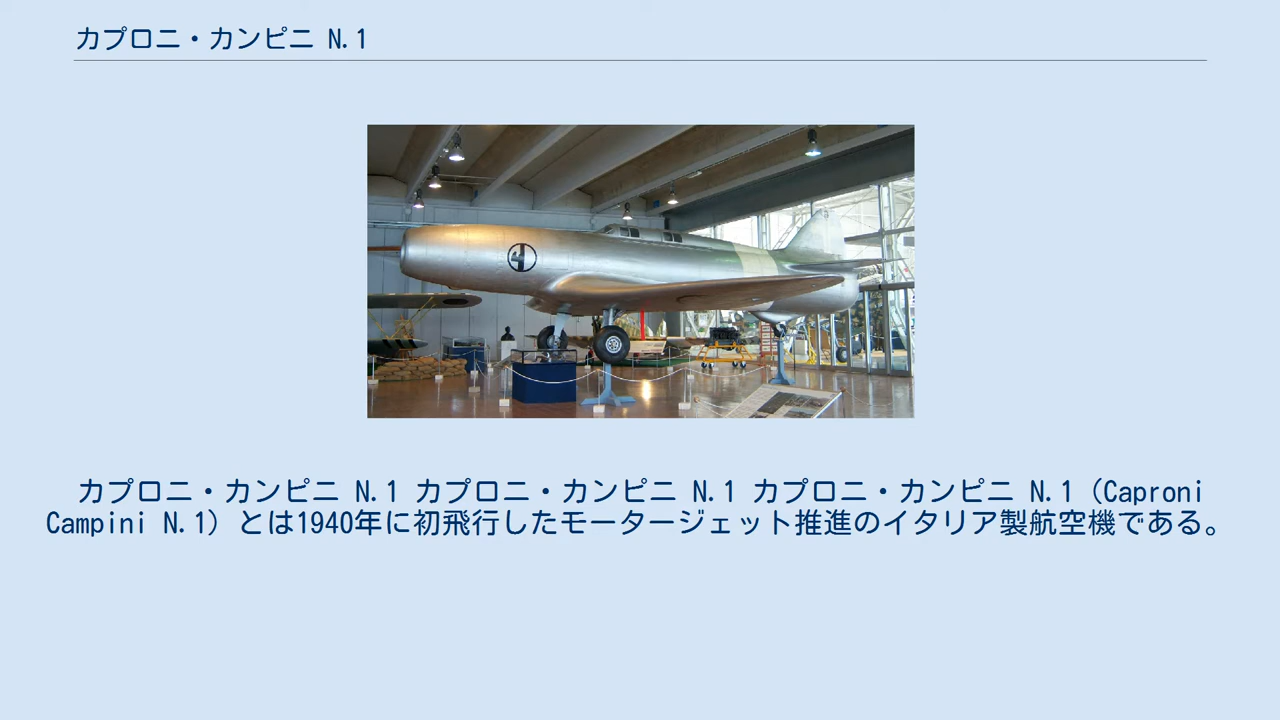 カプロニ・カンピニ N.1
カプロニ・カンピニ N.1 カプロニ・カンピニ N.1 カプロニ・カンピニ N.1（Caproni
Campini N.1）とは1940年に初飛行したモータージェット推進のイタリア製航空機である。